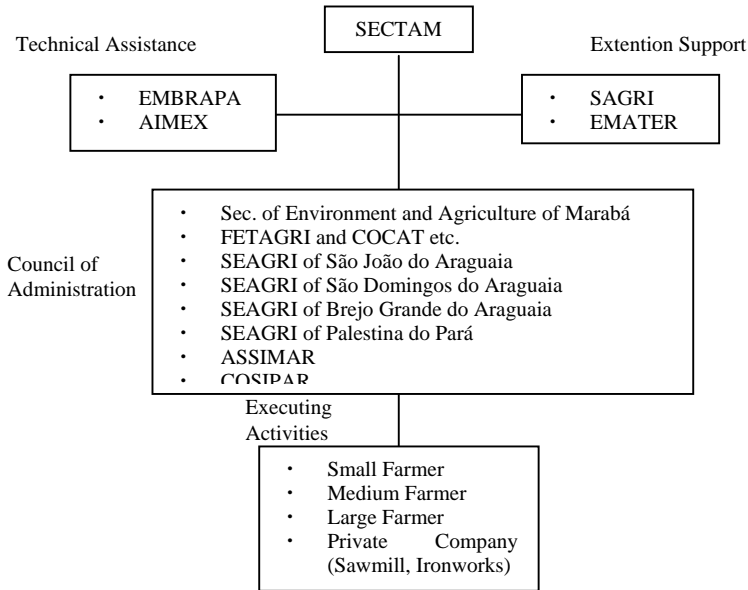 SECTAM
Technical Assistance
Extention Support
・ EMBRAPA
・ AIMEX
・ SAGRI
・ EMATER
Council of
Administration
・ Sec. of Environment and Agriculture of Marabá
・ FETAGRI and COCAT etc.
・ SEAGRI of São João do Araguaia
・ SEAGRI of São Domingos do Araguaia
・ SEAGRI of Brejo Grande do Araguaia
・ SEAGRI of Palestina do Pará
・ ASSIMAR
・ COSIPAR
Executing
Activities
・ Small Farmer
・ Medium Farmer
・ Large Farmer
・ Private Company
(Sawmill, Ironworks)